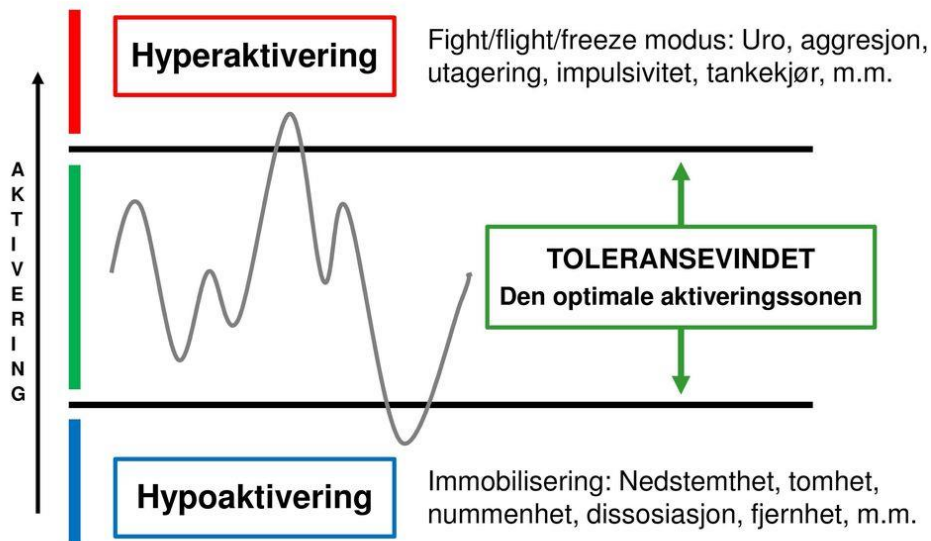 Hyperaktivering
Fight/flight/freeze modus: Uro, aggresjon,
utagering, impulsivitet, tankekjør, m.m.
AKTIVERING
TOLERANSEVINDET
Den optimale aktiveringssonen
Hypoaktivering
Immobilisering: Nedstemthet, tomhet,
nummenhet, dissosiasjon, fjernhet, m.m.